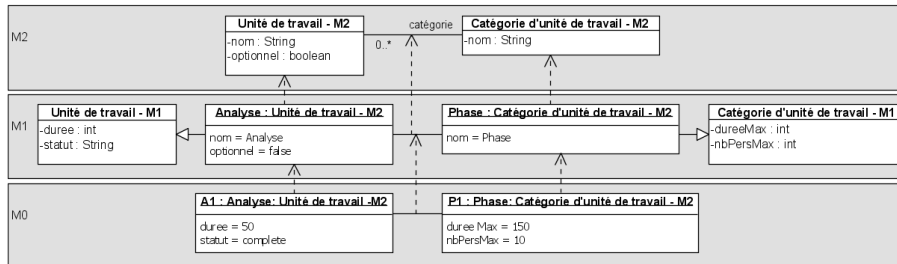 M2
Unité de travail - M2
-nom : String
-optionnel : boolean
catégorie
0..*
Catégorie d'unité de travail - M2
-nom : String
M1
Unité de travail - M1
-duree : int
-statut : String
Analyse : Unité de travail - M2
nom = Analyse
optionnel = false
Phase : Catégorie d'unité de travail - M2
nom = Phase
Catégorie d'unité de travail - M1
-dureeMax : int
-nbPersMax : int
M0
A1 : Analyse: Unité de travail -M2
duree = 50
statut = complete
P1 : Phase: Catégorie d'unité de travail - M2
duree Max = 150
nbPersMax = 10